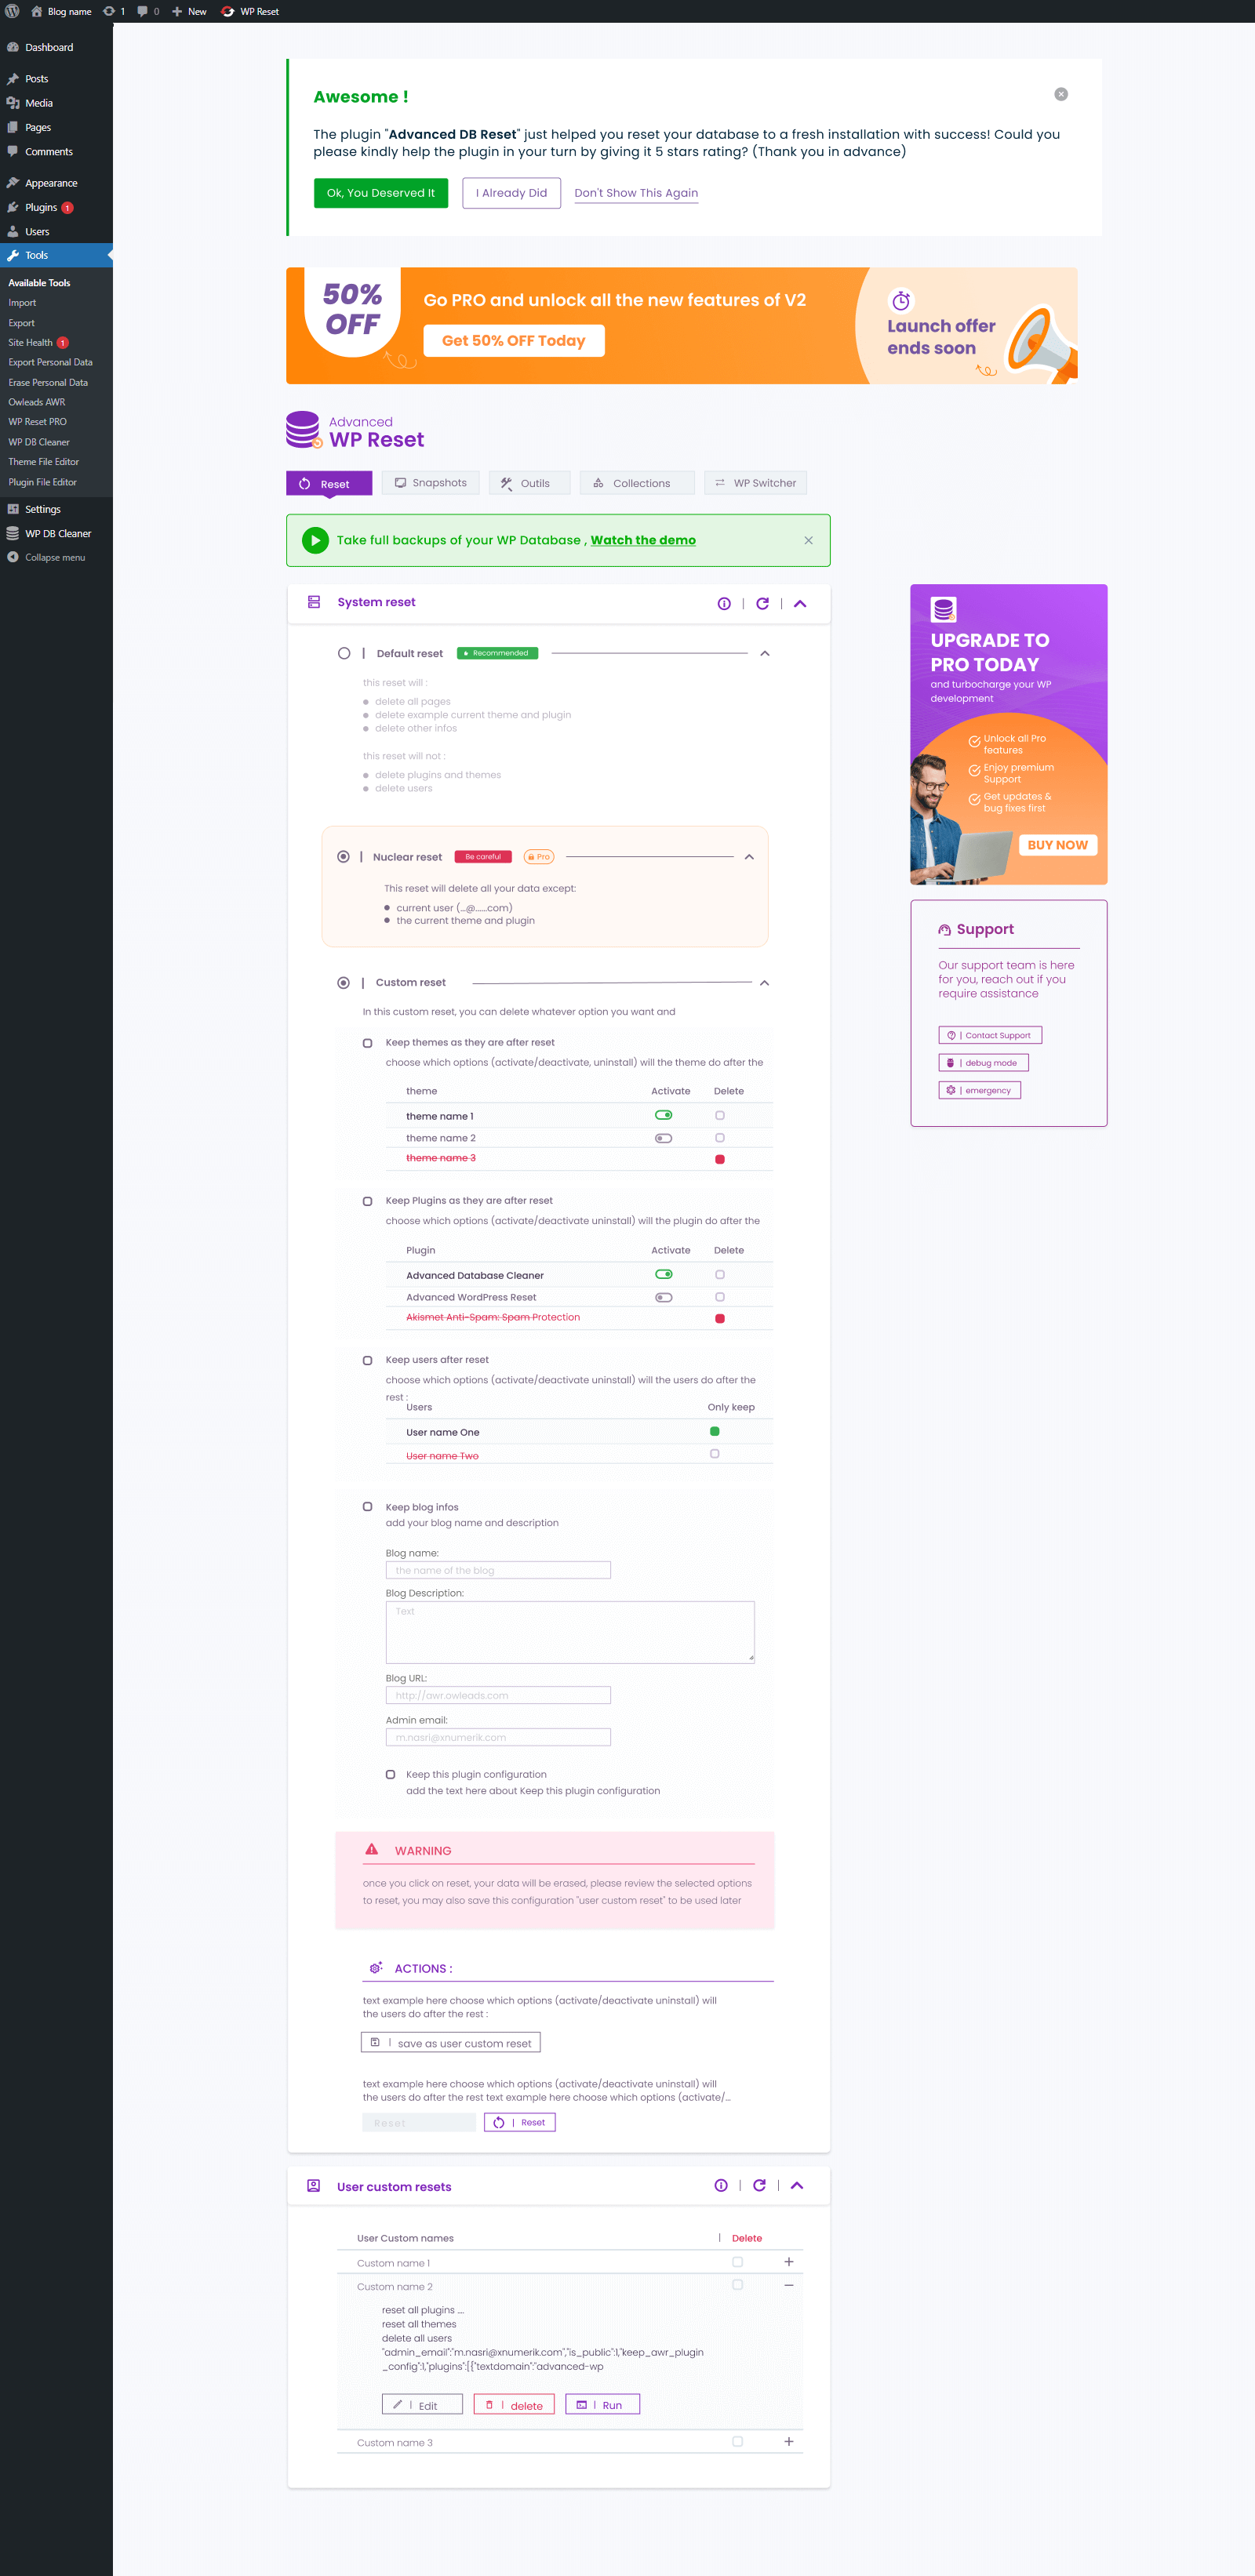 Blog name 1 0 New WP Reset
Dashboard
Posts
Media
Pages
Comments
Appearance
Plugins 1
Users
Tools
Available Tools
Import
Export
Site Health 1
Export Personal Data
Erase Personal Data
Owleads AWR
WP Reset PRO
WP DB Cleaner
Theme File Editor
Plugin File Editor
Settings
WP DB Cleaner
Collapse menu
Awesome !
The plugin "Advanced DB Reset" just helped you reset your database to a fresh installation with success! Could you
please kindly help the plugin in your turn by giving it 5 stars rating? (Thank you in advance)
Ok, You Deserved It I Already Did Don't Show This Again
50%
OFF
Go PRO and unlock all the new features of V2
Get 50% OFF Today
Launch offer
ends soon
Advanced
WP Reset
Reset Snapshots Outils Collections WP Switcher
Take full backups of your WP Database , Watch the demo
System reset
Default reset Recommended
this reset will :
delete all pages
delete example current theme and plugin
delete other infos
this reset will not :
delete plugins and themes
delete users
Nuclear reset Be careful Pro
This reset will delete all your data except:
current user (...@......com)
the current theme and plugin
Custom reset
In this custom reset, you can delete whatever option you want and
Keep themes as they are after reset
choose which options (activate/deactivate, uninstall) will the theme do after the
theme Activate Delete
theme name 1
theme name 2
theme name 3
Keep Plugins as they are after reset
choose which options (activate/deactivate uninstall) will the plugin do after the
Plugin Activate Delete
Advanced Database Cleaner
Advanced WordPress Reset
Akismet Anti-Spam: Spam Protection
Keep users after reset
choose which options (activate/deactivate uninstall) will the users do after the
rest :
Users Only keep
User name One
User name Two
Keep blog infos
add your blog name and description
Blog name:
the name of the blog
Blog Description:
Text
Blog URL:
http://awr.owleads.com
Admin email:
m.nasri@xnumerik.com
Keep this plugin configuration
add the text here about Keep this plugin configuration
WARNING
once you click on reset, your data will be erased, please review the selected options
to reset, you may also save this configuration "user custom reset" to be used later
ACTIONS :
text example here choose which options (activate/deactivate uninstall) will
the users do after the rest :
save as user custom reset
text example here choose which options (activate/deactivate uninstall) will
the users do after the rest text example here choose which options (activate/...
Reset Reset
User custom resets
User Custom names Delete
Custom name 1
Custom name 2
reset all plugins ....
reset all themes
delete all users
"admin_email":"m.nasri@xnumerik.com","is_public":1,"keep_awr_plugin
_config":1,"plugins":[{"textdomain":"advanced-wp
Edit delete Run
Custom name 3
UPGRADE TO
PRO TODAY
and turbocharge your WP
development
Unlock all Pro
features
Enjoy premium
Support
Get updates &
bug fixes first
BUY NOW
Support
Our support team is here
for you, reach out if you
require assistance
Contact Support
debug mode
emergency